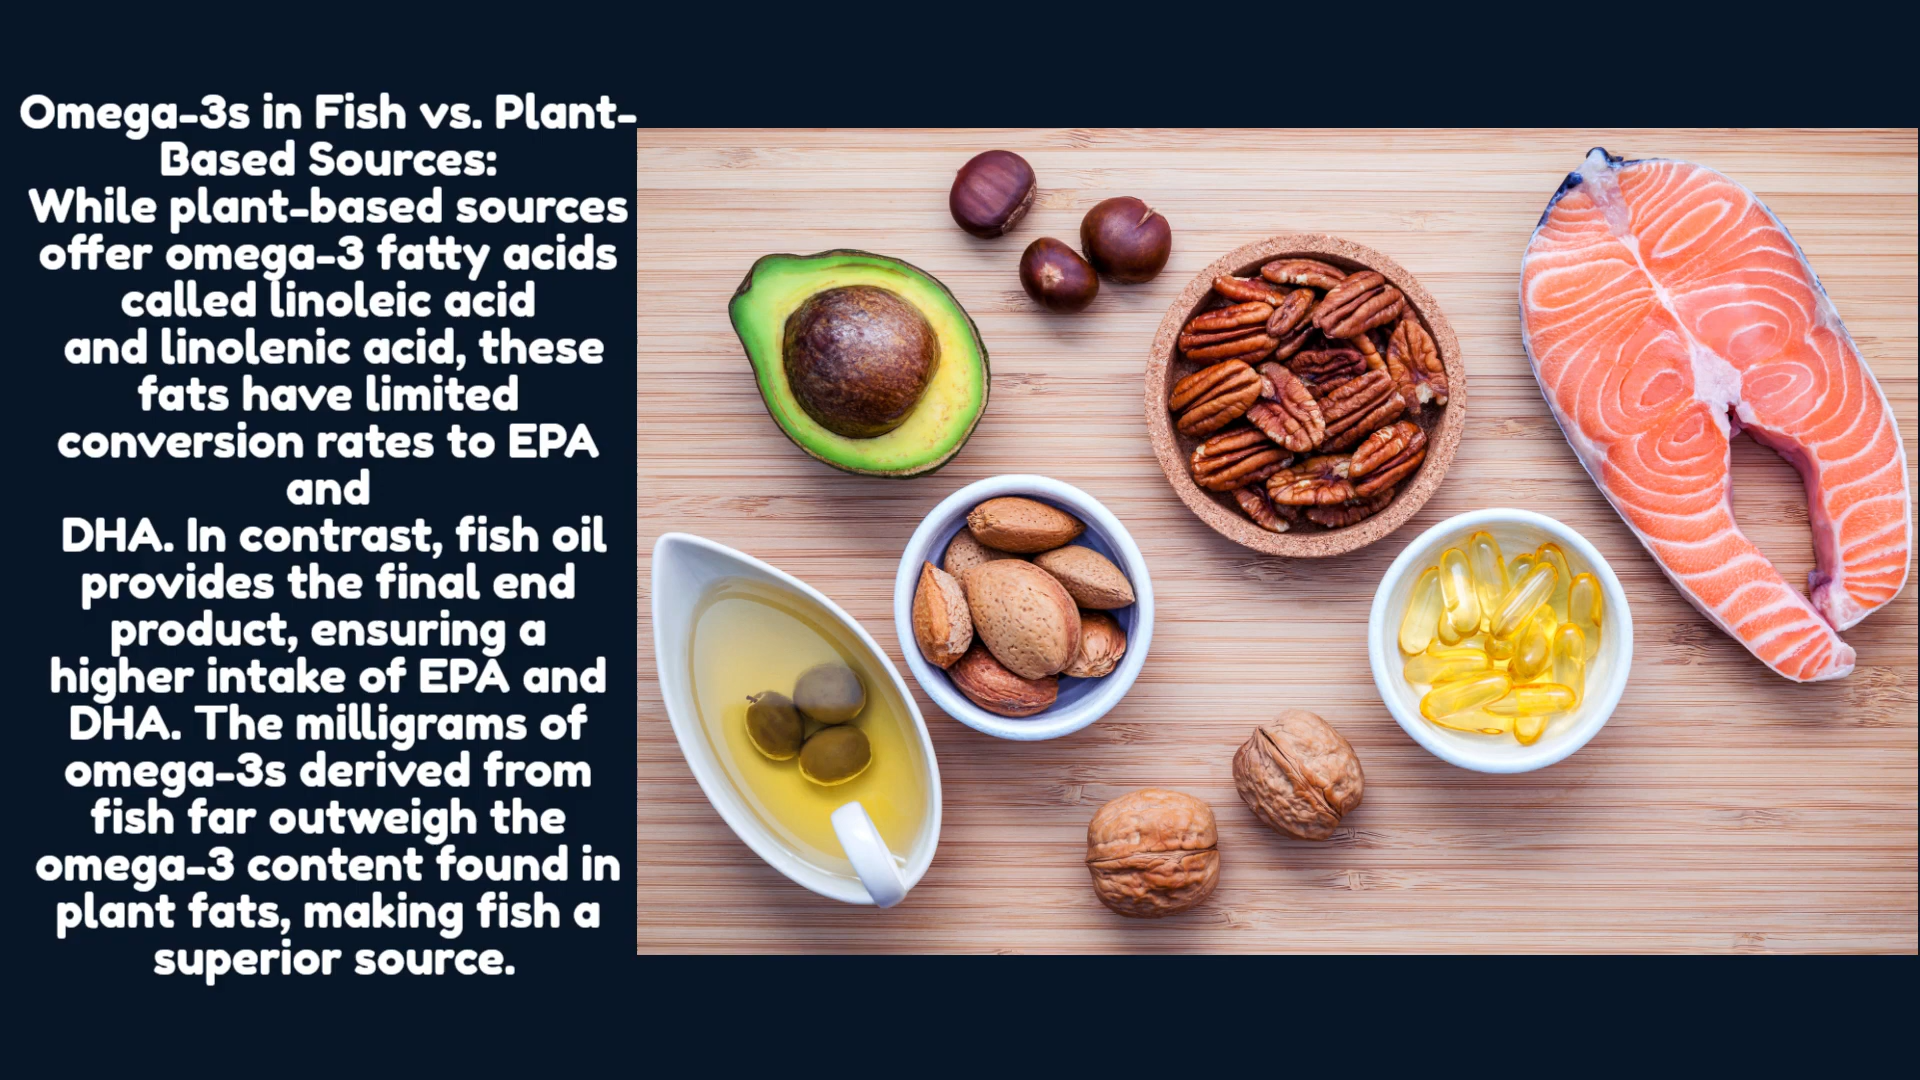 Omega-3s in Fish vs. Plant-
Based Sources:
While plant-based sources
offer omega-3 fatty acids
called linoleic acid
and linolenic acid, these
fats have limited
conversion rates to EPA
and
DHA. In contrast, fish oil
provides the final end
product, ensuring a
higher intake of EPA and
DHA. The milligrams of
omega-3s derived from
fish far outweigh the
omega-3 content found in
plant fats, making fish a
superior source.